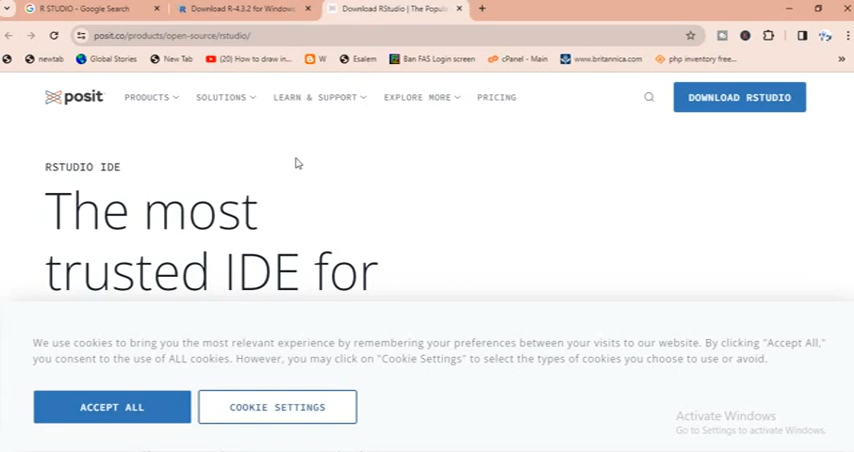 R STUDIO - Google Search
Download R-4.3.2 for Window
Download RStudio | The Popul
posit.co/products/open-source/rstudio/
newtab
Global Stories
New Tab
(20) How to draw in...
W
Esalem
Ban FAS Login screen
cPanel - Main
www.britannica.com
php inventory free...
»
posit
PRODUCTS
SOLUTIONS
LEARN & SUPPORT
EXPLORE MORE
PRICING
DOWNLOAD RSTUDIO
RSTUDIO IDE
The most
trusted IDE for
We use cookies to bring you the most relevant experience by remembering your preferences between your visits to our website. By clicking "Accept All,"
you consent to the use of ALL cookies. However, you may click on "Cookie Settings" to select the types of cookies you choose to use or avoid.
ACCEPT ALL
COOKIE SETTINGS
Activate Windows
Go to Settings to activate Windows.